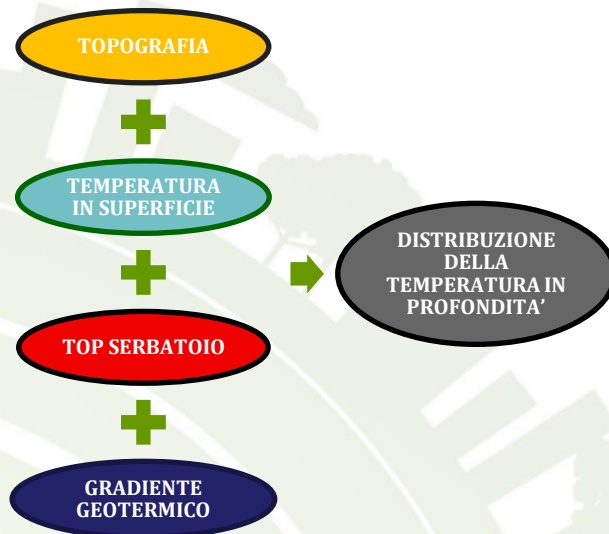 TOPOGRAFIA
TEMPERATURA
IN SUPERFICIE
TOP SERBATOIO
GRADIENTE
GEOTERMICO
DISTRIBUZIONE
DELLA
TEMPERATURA IN
PROFONDITA’